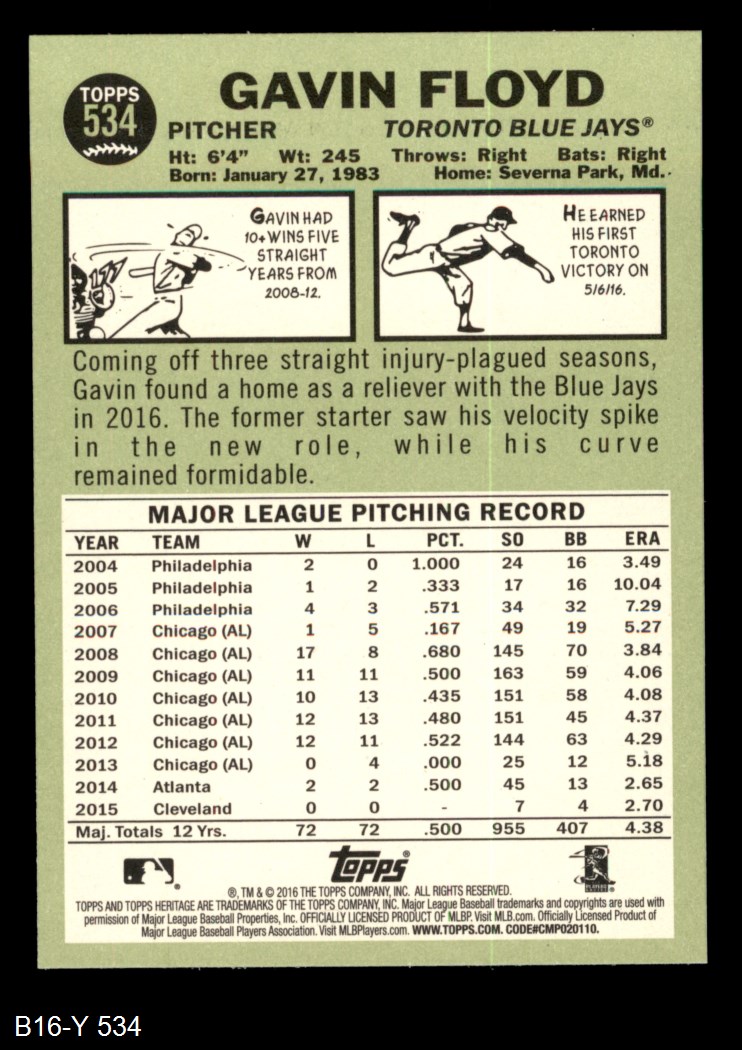 TOPPS
534
GAVIN FLOYD
PITCHER TORONTO BLUE JAYS®
Ht: 6'4" Wt: 245 Throws: Right Bats: Right
Born: January 27, 1983 Home: Severna Park, Md.
GAVIN HAD
10+ WINS FIVE
STRAIGHT
YEARS FROM
2008-12.
HE EARNED
HIS FIRST
TORONTO
VICTORY ON
5/6/16.
Coming off three straight injury-plagued seasons,
Gavin found a home as a reliever with the Blue Jays
in 2016. The former starter saw his velocity spike
in the new role, while his curve
remained formidable.
MAJOR LEAGUE PITCHING RECORD
YEAR TEAM W L PCT. SO BB ERA
2004 Philadelphia 2 0 1.000 24 16 3.49
2005 Philadelphia 1 2 .333 17 16 10.04
2006 Philadelphia 4 3 .571 34 32 7.29
2007 Chicago (AL) 1 5 .167 49 19 5.27
2008 Chicago (AL) 17 8 .680 145 70 3.84
2009 Chicago (AL) 11 11 .500 163 59 4.06
2010 Chicago (AL) 10 13 .435 151 58 4.08
2011 Chicago (AL) 12 13 .480 151 45 4.37
2012 Chicago (AL) 12 11 .522 144 63 4.29
2013 Chicago (AL) 0 4 .000 25 12 5.18
2014 Atlanta 2 2 .500 45 13 2.65
2015 Cleveland 0 0 - 7 4 2.70
Maj. Totals 12 Yrs. 72 72 .500 955 407 4.38
Topps®
®, TM & © 2016 THE TOPPS COMPANY, INC. ALL RIGHTS RESERVED.
TOPPS AND TOPPS HERITAGE ARE TRADEMARKS OF THE TOPPS COMPANY, INC. Major League Baseball trademarks and copyrights are used with
permission of Major League Baseball Properties, Inc. OFFICIALLY LICENSED PRODUCT OF MLBP. Visit MLB.com. Officially Licensed Product of
Major League Baseball Players Association. Visit MLBPlayers.com. WWW.TOPPS.COM. CODE#CMP020110.
B16-Y 534